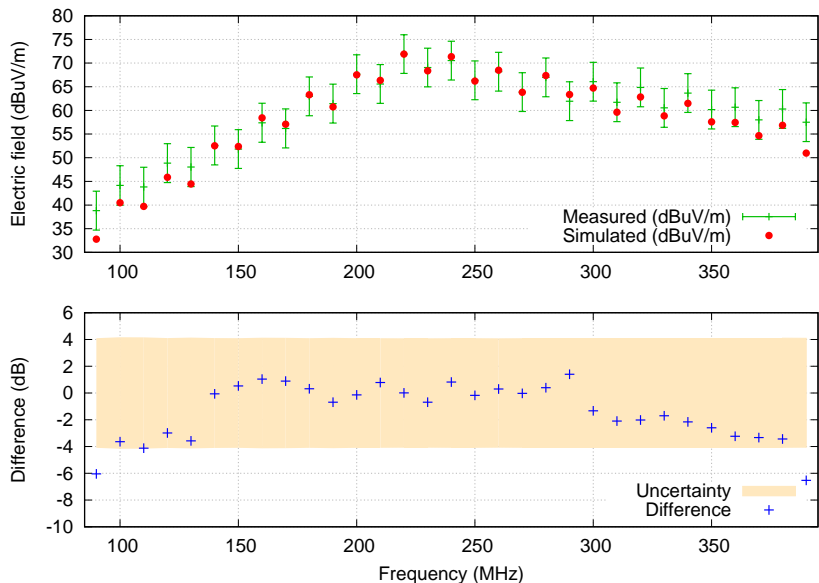 80
75
70
65
60
55
50
45
40
35
30
Electric field (dBuV/m)
Measured (dBuV/m)
Simulated (dBuV/m)
100 150 200 250 300 350
6
4
2
0
-2
-4
-6
-8
-10
Difference (dB)
Uncertainty
Difference
100 150 200 250 300 350
Frequency (MHz)